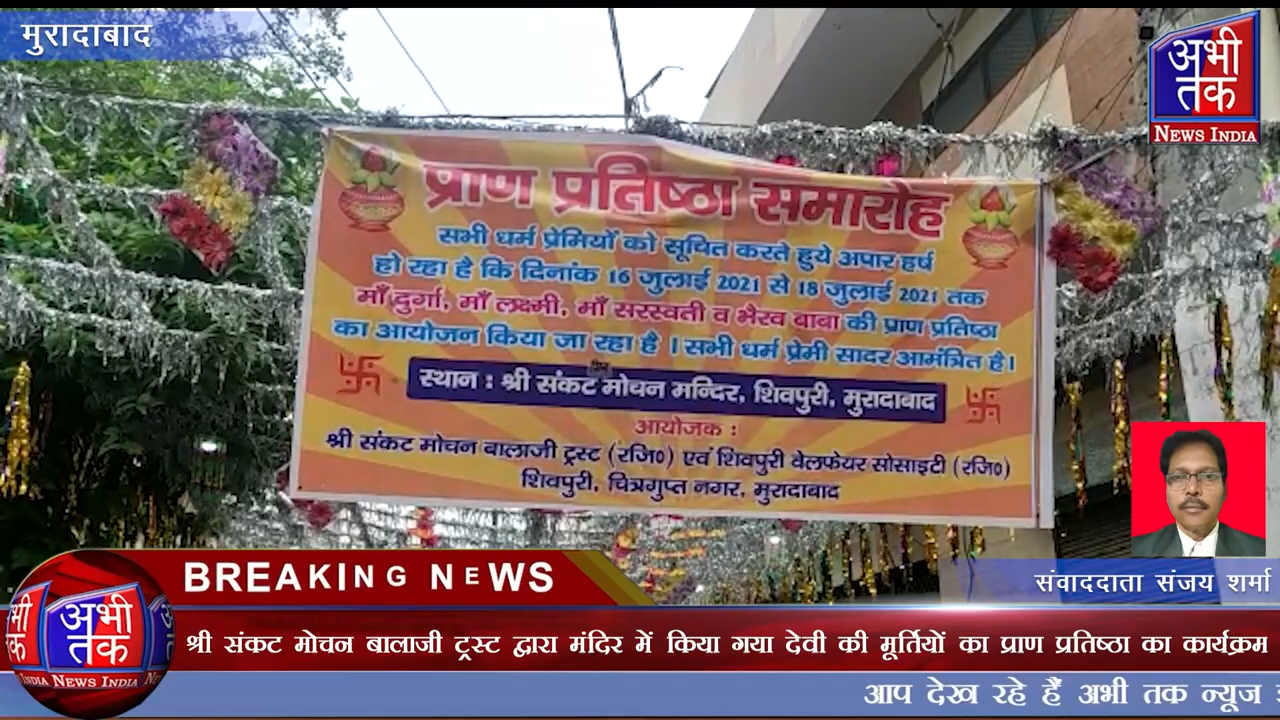 मुरादाबाद
अभी
तक
NEWS INDIA
प्राण प्रतिष्ठा समारोह
सभी धर्म प्रेमियों को सूचित करते हुये अपार हर्ष
हो रहा है कि दिनांक 16 जुलाई 2021 से 18 जुलाई 2021 तक
माँ दुर्गा, माँ लक्ष्मी, माँ सरस्वती व भैरव बाबा की प्राण प्रतिष्ठा
का आयोजन किया जा रहा है । सभी धर्म प्रेमी सादर आमंत्रित है।
स्थान : श्री संकट मोचन मन्दिर, शिवपुरी, मुरादाबाद
आयोजक :
श्री संकट मोचन बालाजी ट्रस्ट (रजि०) एवं शिवपुरी वेलफेयर सोसाइटी (रजि०)
शिवपुरी, चित्रगुप्त नगर, मुरादाबाद
संवाददाता संजय शर्मा
BREAKING NEWS
अभी
तक
INDIA NEWS INDIA
श्री संकट मोचन बालाजी ट्रस्ट द्वारा मंदिर में किया गया देवी की मूर्तियों का प्राण प्रतिष्ठा का कार्यक्रम
आप देख रहे हैं अभी तक न्यूज